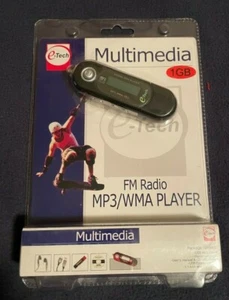 e-Tech
Multimedia
1GB
e-Tech
FM Radio
MP3/WMA PLAYER
Multimedia